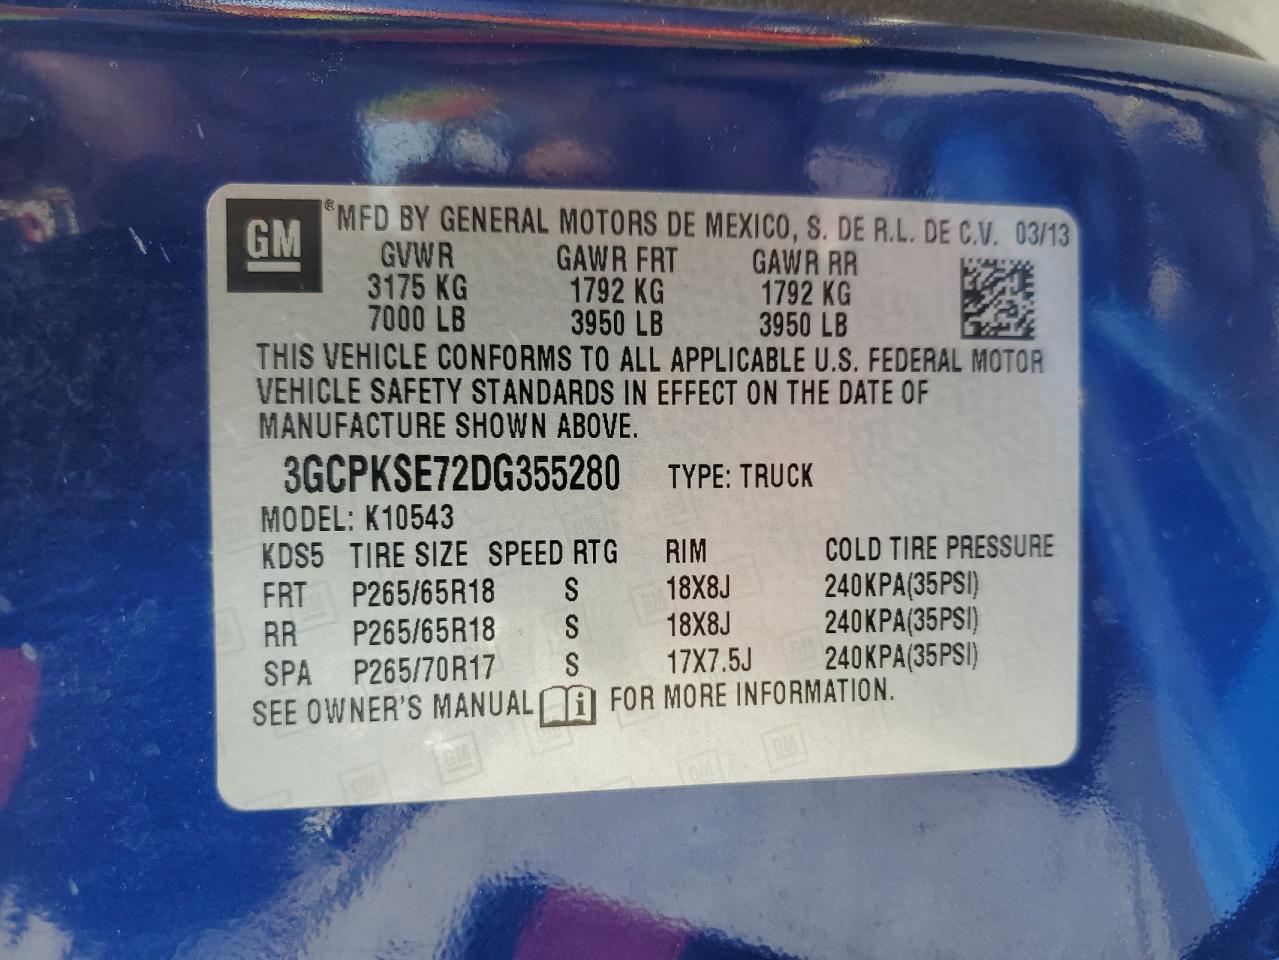 GM ® MFD BY GENERAL MOTORS DE MEXICO, S. DE R.L. DE C.V. 03/13
GVWR GAWR FRT GAWR RR
3175 KG 1792 KG 1792 KG
7000 LB 3950 LB 3950 LB
THIS VEHICLE CONFORMS TO ALL APPLICABLE U.S. FEDERAL MOTOR
VEHICLE SAFETY STANDARDS IN EFFECT ON THE DATE OF
MANUFACTURE SHOWN ABOVE.
3GCPKSE72DG355280 TYPE: TRUCK
MODEL: K10543
KDS5 TIRE SIZE SPEED RTG RIM COLD TIRE PRESSURE
FRT P265/65R18 S 18X8J 240KPA(35PSI)
RR P265/65R18 S 18X8J 240KPA(35PSI)
SPA P265/70R17 S 17X7.5J 240KPA(35PSI)
SEE OWNER'S MANUAL i FOR MORE INFORMATION.